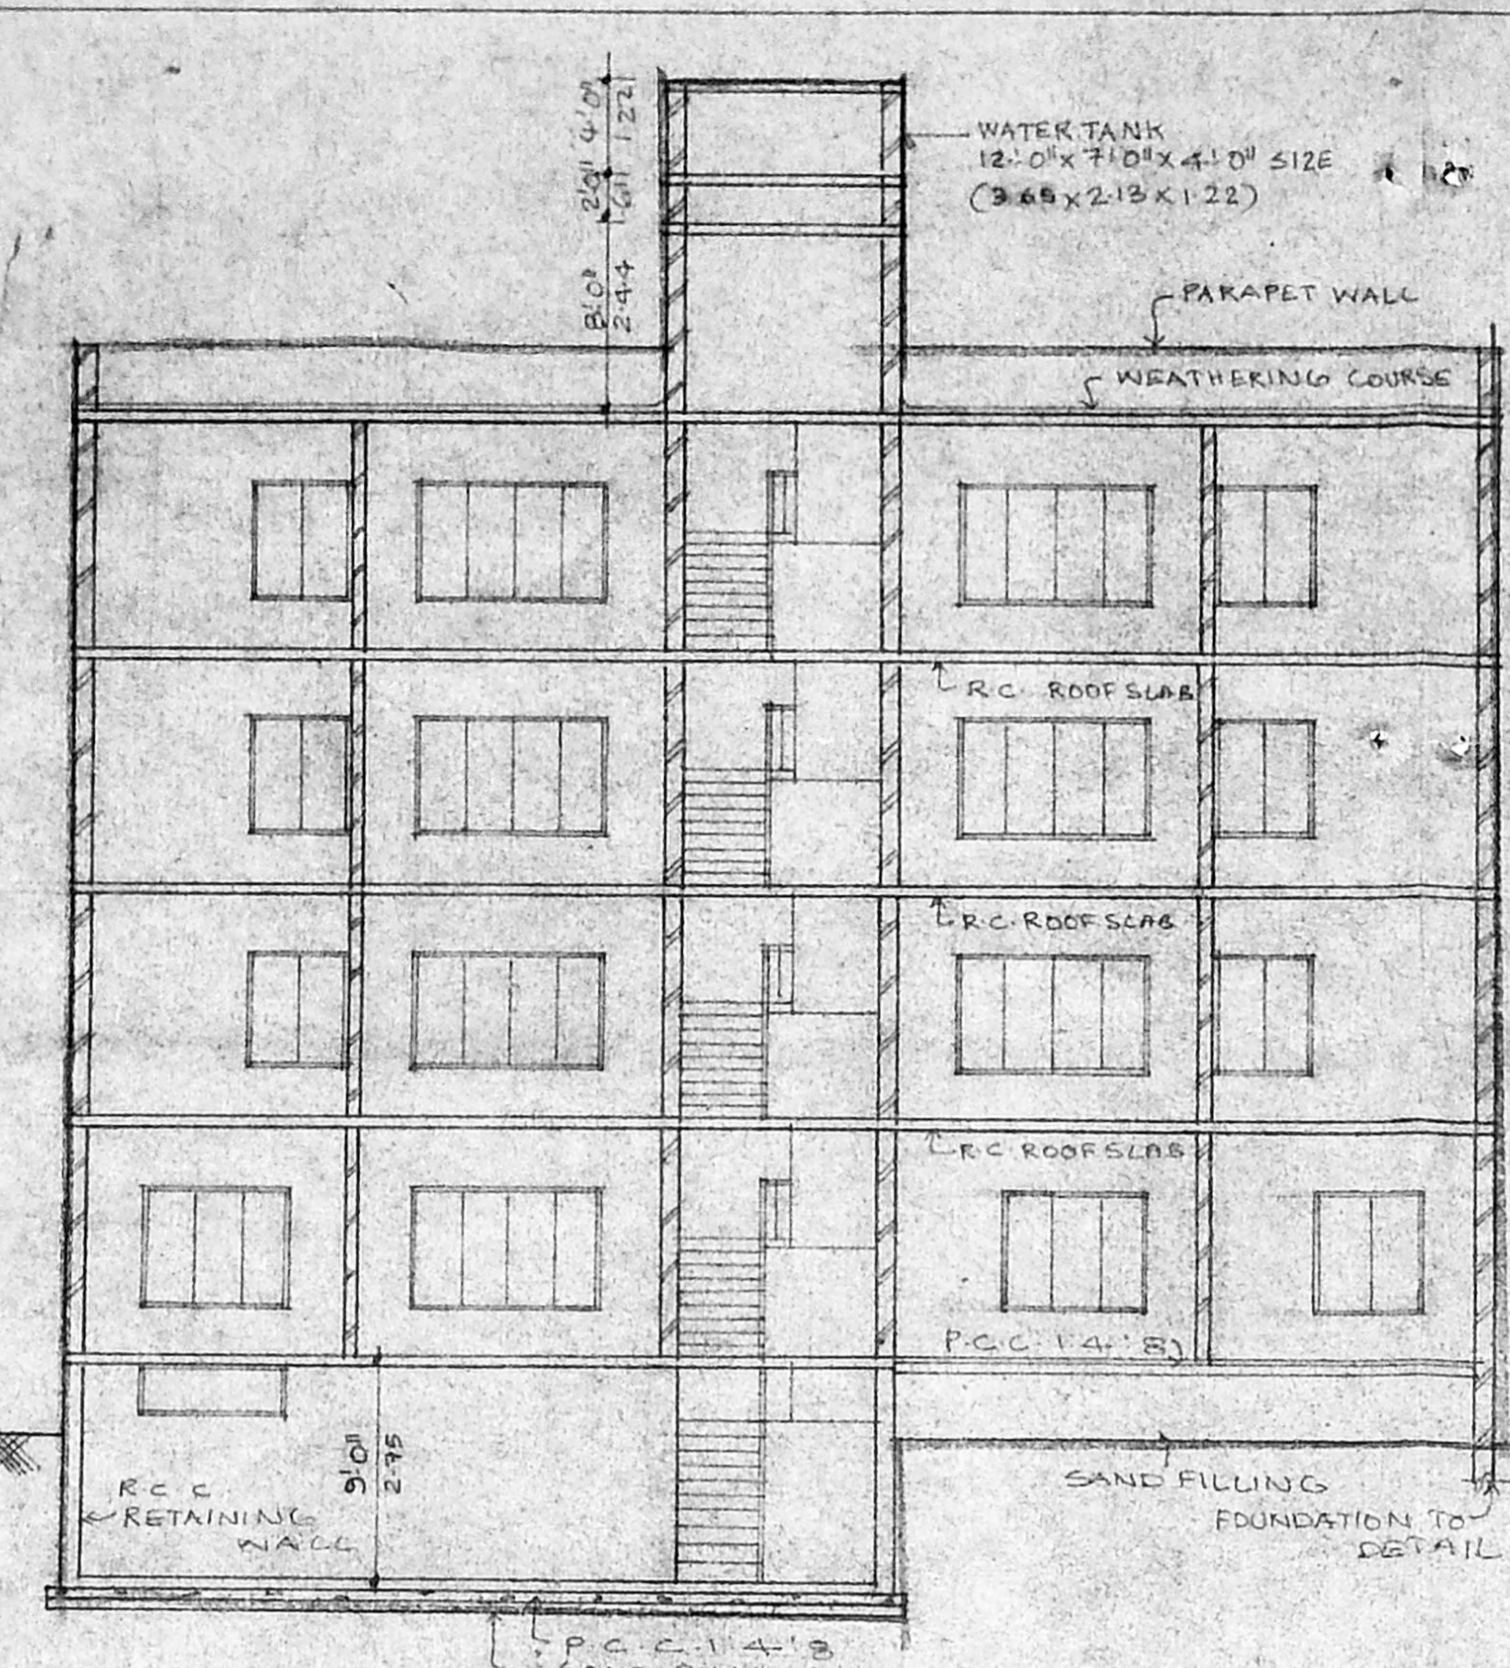 4'0"
1.22
2'0"
1.611
8'0"
2.44
WATER TANK
12'0" x 7'0" x 4'0" SIZE
(3.65 x 2.13 x 1.22)
PARAPET WALL
WEATHERING COURSE
R.C. ROOF SLAB
R.C. ROOF SLAB
R.C. ROOF SLAB
P.C.C. 1:4:8
9'0"
2.75
R C C
RETAINING
WALL
SAND FILLING
FOUNDATION TO
DETAIL
P.C.C. 1:4:8